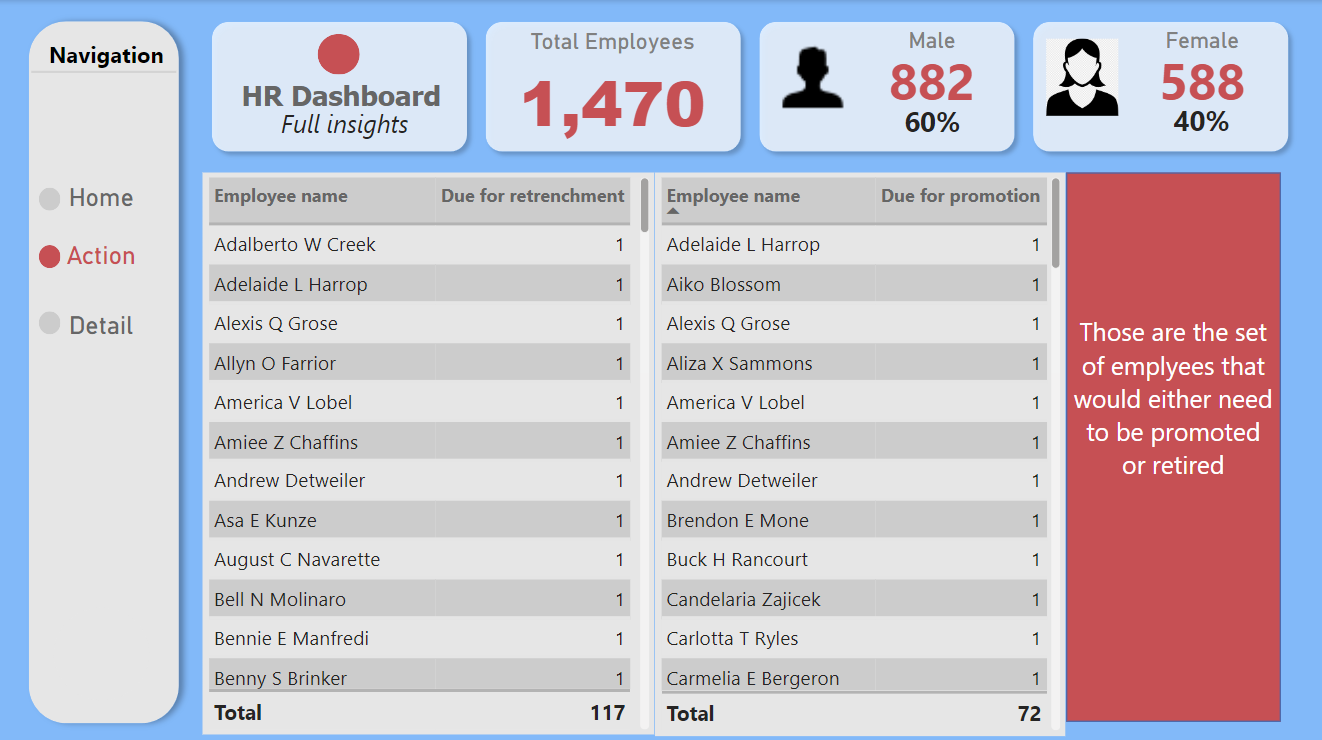 Navigation
Home
Action
Detail
HR Dashboard
Full insights
Total Employees
1,470
Male
882
60%
Female
588
40%
Employee name Due for retrenchment
Adalberto W Creek 1
Adelaide L Harrop 1
Alexis Q Grose 1
Allyn O Farrior 1
America V Lobel 1
Amiee Z Chaffins 1
Andrew Detweiler 1
Asa E Kunze 1
August C Navarette 1
Bell N Molinaro 1
Bennie E Manfredi 1
Benny S Brinker 1
Total 117
Employee name Due for promotion
Adelaide L Harrop 1
Aiko Blossom 1
Alexis Q Grose 1
Aliza X Sammons 1
America V Lobel 1
Amiee Z Chaffins 1
Andrew Detweiler 1
Brendon E Mone 1
Buck H Rancourt 1
Candelaria Zajicek 1
Carlotta T Ryles 1
Carmelia E Bergeron 1
Total 72
Those are the set
of emplyees that
would either need
to be promoted
or retired